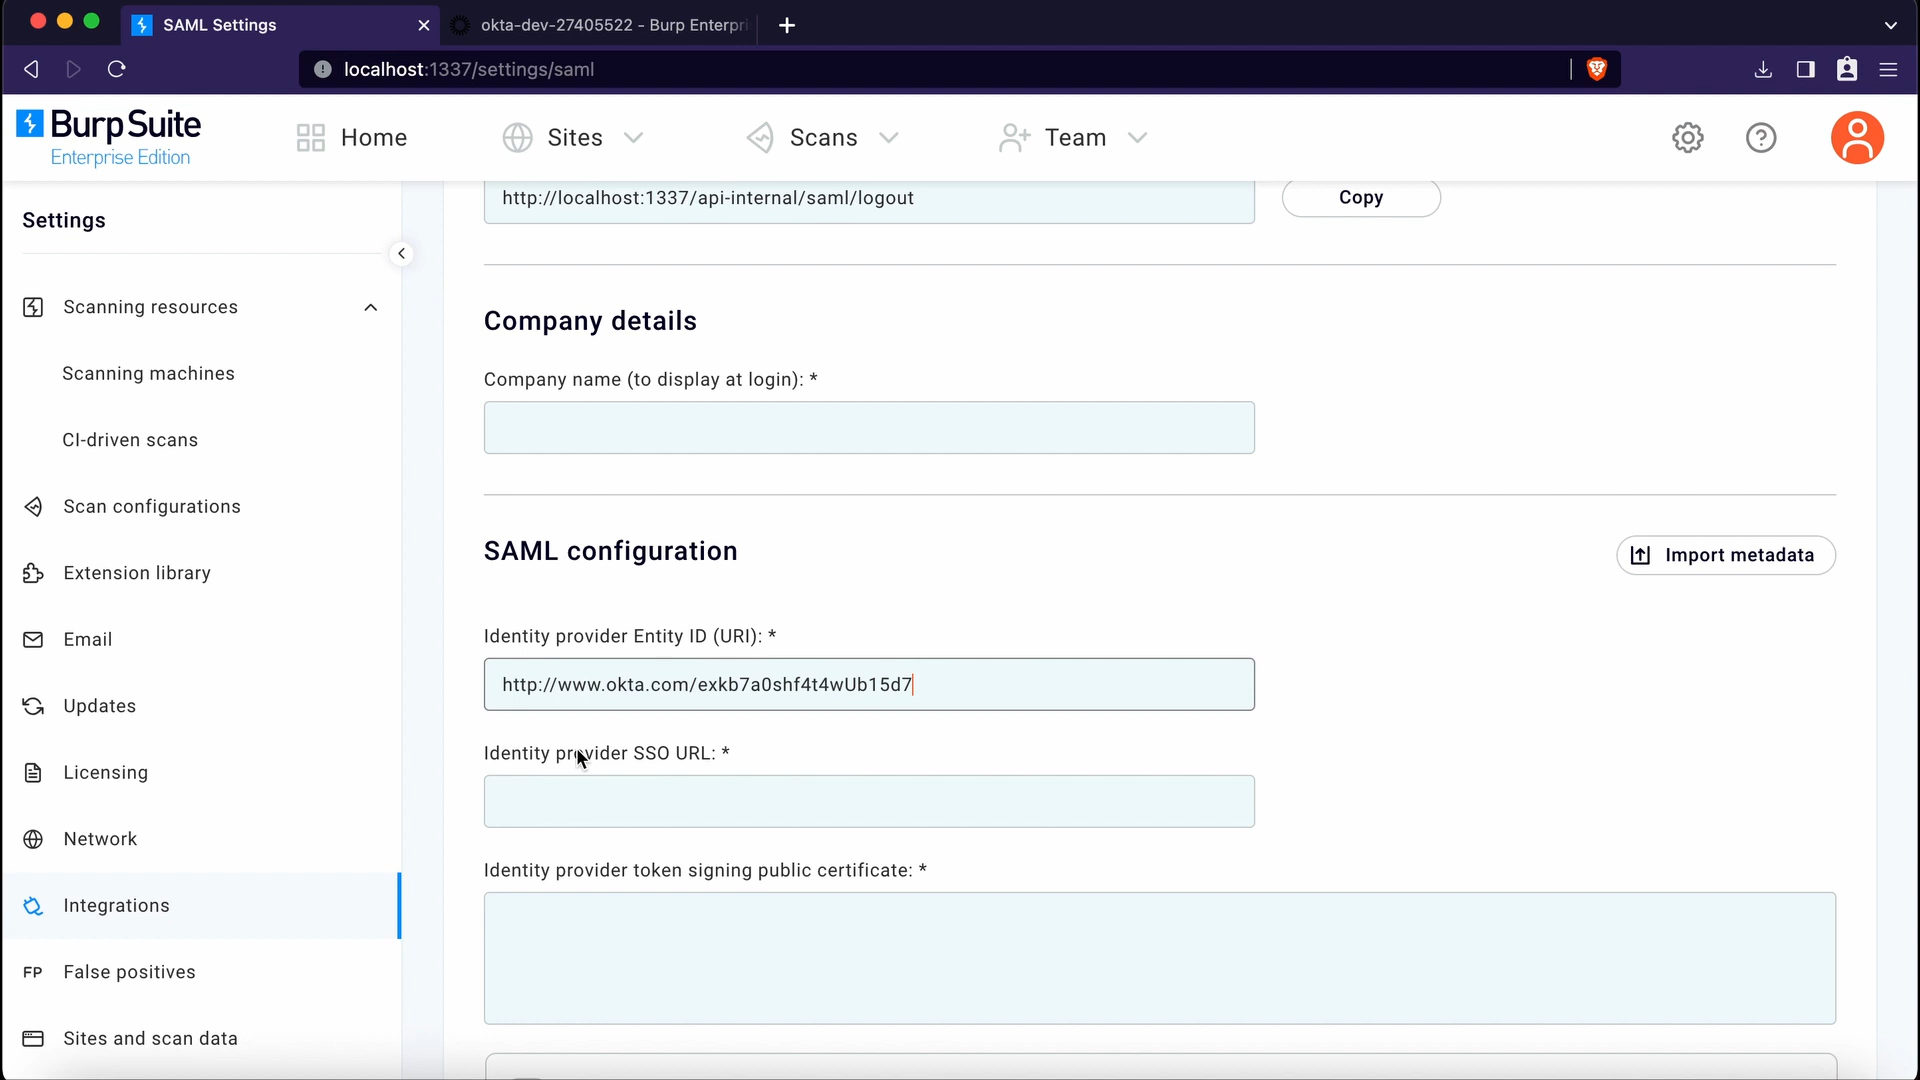 SAML Settings
okta-dev-27405522 - Burp Enterpri
localhost:1337/settings/saml
Burp Suite
Enterprise Edition
Home
Sites
Scans
Team
Settings
Scanning resources
Scanning machines
CI-driven scans
Scan configurations
Extension library
Email
Updates
Licensing
Network
Integrations
FP False positives
Sites and scan data
http://localhost:1337/api-internal/saml/logout
Copy
Company details
Company name (to display at login): *
SAML configuration
Import metadata
Identity provider Entity ID (URI): *
http://www.okta.com/exkb7a0shf4t4wUb15d7
Identity provider SSO URL: *
Identity provider token signing public certificate: *